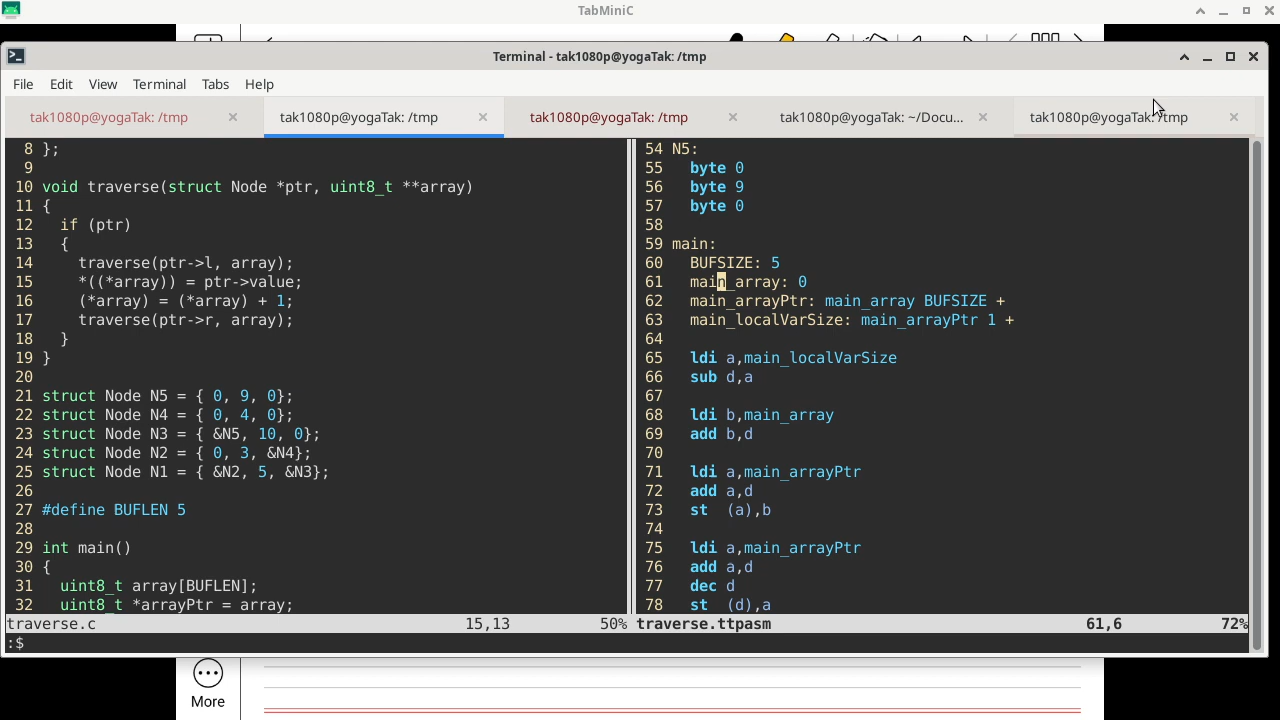 TabMiniC
Terminal - tak1080p@yogaTak: /tmp
File Edit View Terminal Tabs Help
tak1080p@yogaTak: /tmp
tak1080p@yogaTak: /tmp
tak1080p@yogaTak: /tmp
tak1080p@yogaTak: ~/Docu...
tak1080p@yogaTak: /tmp
8 };
9
10 void traverse(struct Node *ptr, uint8_t **array)
11 {
12   if (ptr)
13   {
14     traverse(ptr->l, array);
15     *((*array)) = ptr->value;
16     (*array) = (*array) + 1;
17     traverse(ptr->r, array);
18   }
19 }
20
21 struct Node N5 = { 0, 9, 0};
22 struct Node N4 = { 0, 4, 0};
23 struct Node N3 = { &N5, 10, 0};
24 struct Node N2 = { 0, 3, &N4};
25 struct Node N1 = { &N2, 5, &N3};
26
27 #define BUFLEN 5
28
29 int main()
30 {
31   uint8_t array[BUFLEN];
32   uint8_t *arrayPtr = array;
traverse.c 15,13 50%
54 N5:
55   byte 0
56   byte 9
57   byte 0
58
59 main:
60   BUFSIZE: 5
61   main_array: 0
62   main_arrayPtr: main_array BUFSIZE +
63   main_localVarSize: main_arrayPtr 1 +
64
65   ldi a,main_localVarSize
66   sub d,a
67
68   ldi b,main_array
69   add b,d
70
71   ldi a,main_arrayPtr
72   add a,d
73   st  (a),b
74
75   ldi a,main_arrayPtr
76   add a,d
77   dec d
78   st  (d),a
traverse.ttpasm 61,6 72%
:$
More